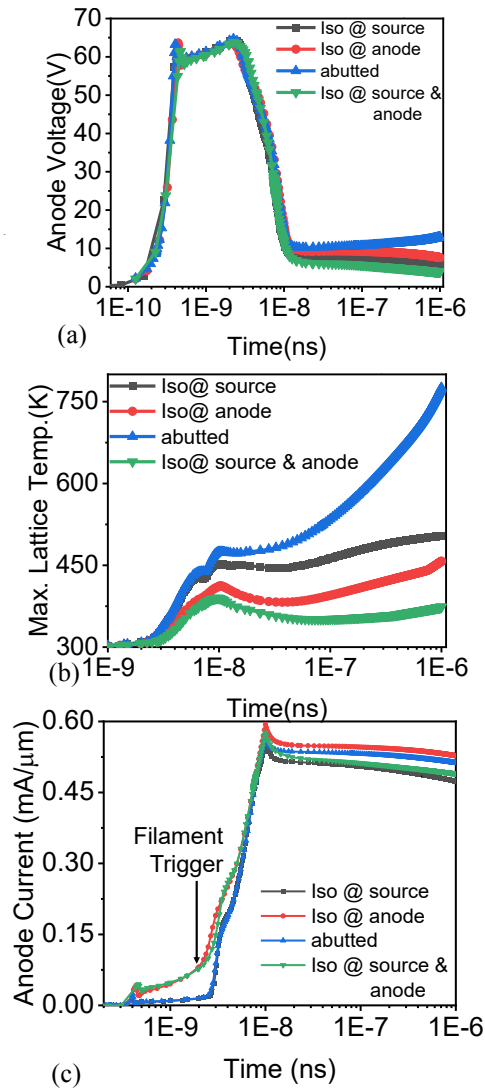 70
60
50
40
30
20
10
0
Anode Voltage(V)
Iso @ source
Iso @ anode
abutted
Iso @ source &
anode
1E-10 1E-9 1E-8 1E-7 1E-6
(a)
Time(ns)
750
600
450
300
Max. Lattice Temp.(K)
Iso@ source
Iso@ anode
abutted
Iso@ source & anode
1E-9 1E-8 1E-7 1E-6
(b)
Time(ns)
0.60
0.45
0.30
0.15
0.00
Anode Current (mA/μm)
Filament
Trigger
Iso @ source
Iso @ anode
abutted
Iso @ source &
anode
1E-9 1E-8 1E-7 1E-6
(c)
Time (ns)